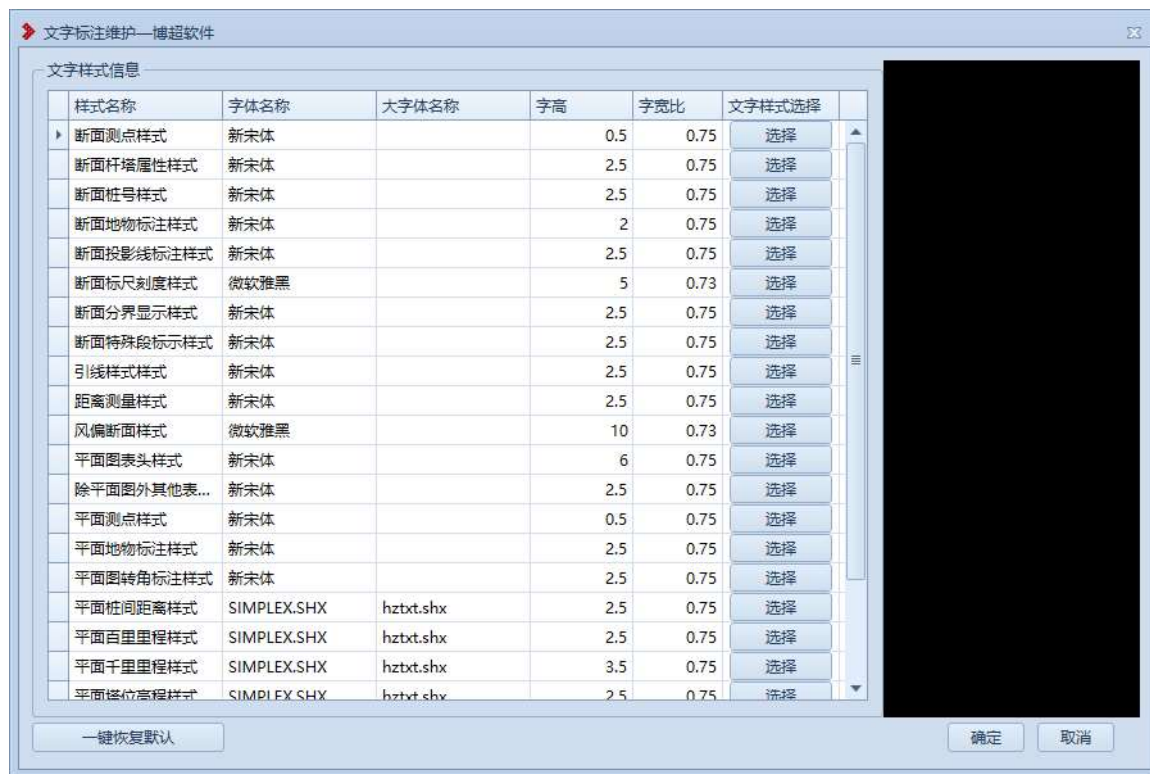 文字标注维护—博超软件
文字样式信息
样式名称 字体名称 大字体名称 字高 字宽比 文字样式选择
断面测点样式 新宋体 0.5 0.75 选择
断面杆塔属性样式 新宋体 2.5 0.75 选择
断面桩号样式 新宋体 2.5 0.75 选择
断面地物标注样式 新宋体 2 0.75 选择
断面投影线标注样式 新宋体 2.5 0.75 选择
断面标尺刻度样式 微软雅黑 5 0.73 选择
断面分界显示样式 新宋体 2.5 0.75 选择
断面特殊段标示样式 新宋体 2.5 0.75 选择
引线样式样式 新宋体 2.5 0.75 选择
距离测量样式 新宋体 2.5 0.75 选择
风偏断面样式 微软雅黑 10 0.73 选择
平面图表头样式 新宋体 6 0.75 选择
除平面图外其他表... 新宋体 2.5 0.75 选择
平面测点样式 新宋体 0.5 0.75 选择
平面地物标注样式 新宋体 2.5 0.75 选择
平面图转角标注样式 新宋体 2.5 0.75 选择
平面桩间距离样式 SIMPLEX.SHX hztxt.shx 2.5 0.75 选择
平面百里里程样式 SIMPLEX.SHX hztxt.shx 2.5 0.75 选择
平面千里里程样式 SIMPLEX.SHX hztxt.shx 3.5 0.75 选择
平面塔位高程样式 SIMPLEX.SHX hztxt.shx 2.5 0.75 选择
一键恢复默认 确定 取消